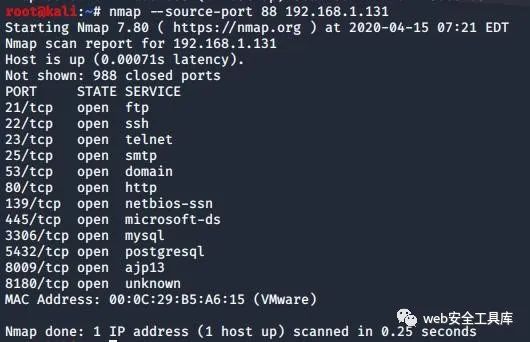 root@kali:~# nmap --source-port 88 192.168.1.131
Starting Nmap 7.80 ( https://nmap.org ) at 2020-04-15 07:21 EDT
Nmap scan report for 192.168.1.131
Host is up (0.00071s latency).
Not shown: 988 closed ports
PORT     STATE SERVICE
21/tcp   open  ftp
22/tcp   open  ssh
23/tcp   open  telnet
25/tcp   open  smtp
53/tcp   open  domain
80/tcp   open  http
139/tcp  open  netbios-ssn
445/tcp  open  microsoft-ds
3306/tcp open  mysql
5432/tcp open  postgresql
8009/tcp open  ajp13
8180/tcp open  unknown
MAC Address: 00:0C:29:B5:A6:15 (VMware)
web安全工具库
Nmap done: 1 IP address (1 host up) scanned in 0.25 seconds